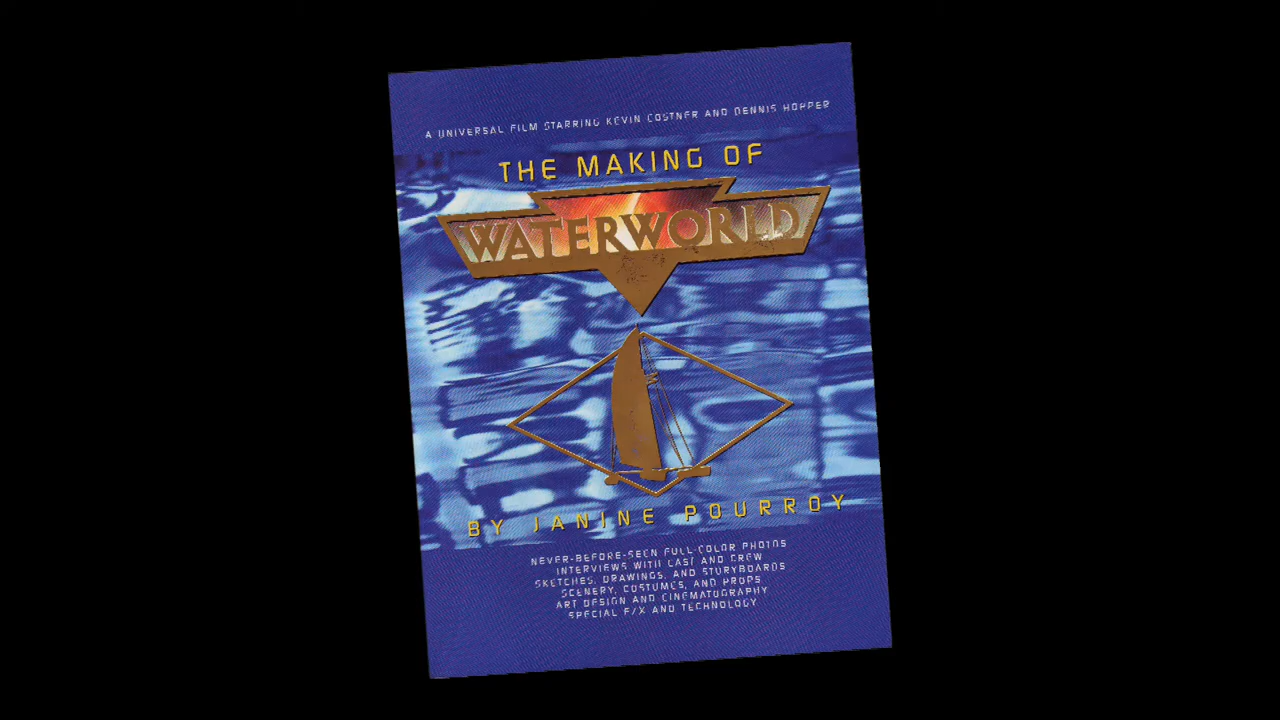 A UNIVERSAL FILM STARRING KEVIN COSTNER AND DENNIS HOPPER
THE MAKING OF
WATERWORLD
BY JANINE POURROY
NEVER-BEFORE-SEEN FULL-COLOR PHOTOS
INTERVIEWS WITH CAST AND CREW
SKETCHES, DRAWINGS, AND STORYBOARDS
SCENERY, COSTUMES, AND PROPS
ART DESIGN AND CINEMATOGRAPHY
SPECIAL F/X AND TECHNOLOGY